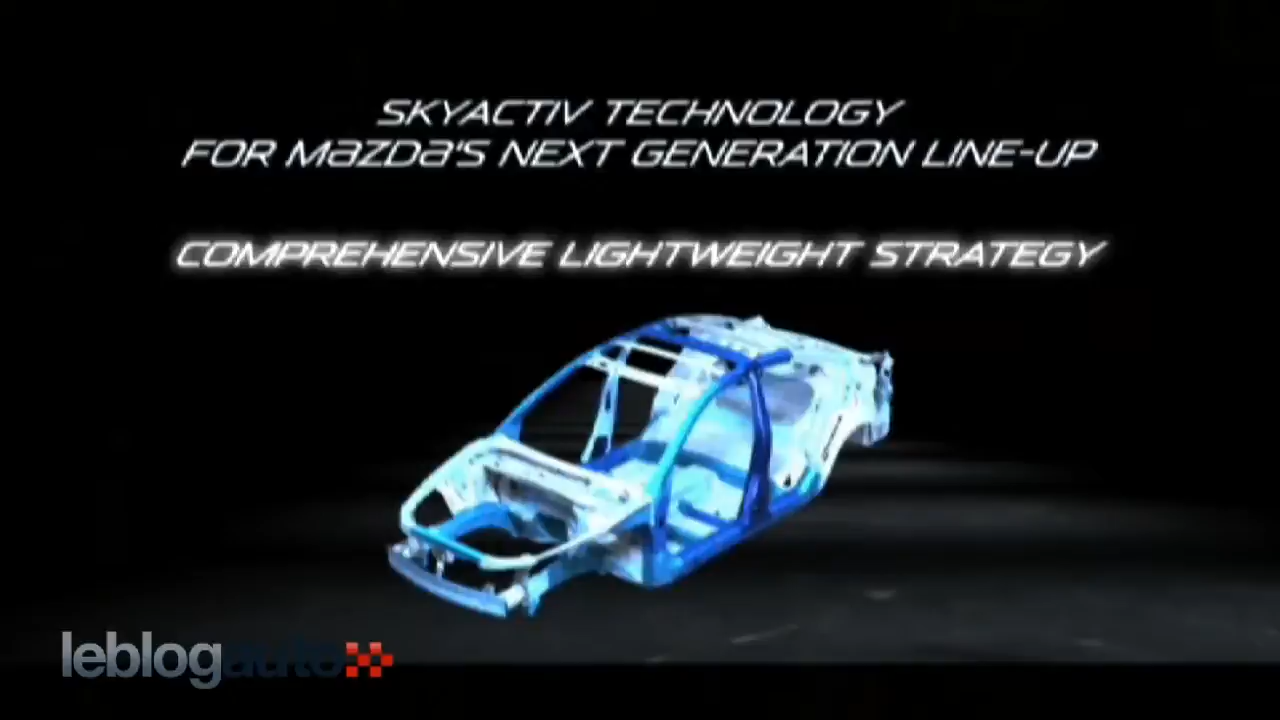 SKYACTIV TECHNOLOGY
FOR MaZDa'S NEXT GENERATION LINE-UP
COMPREHENSIVE LIGHTWEIGHT STRATEGY
leblogauto